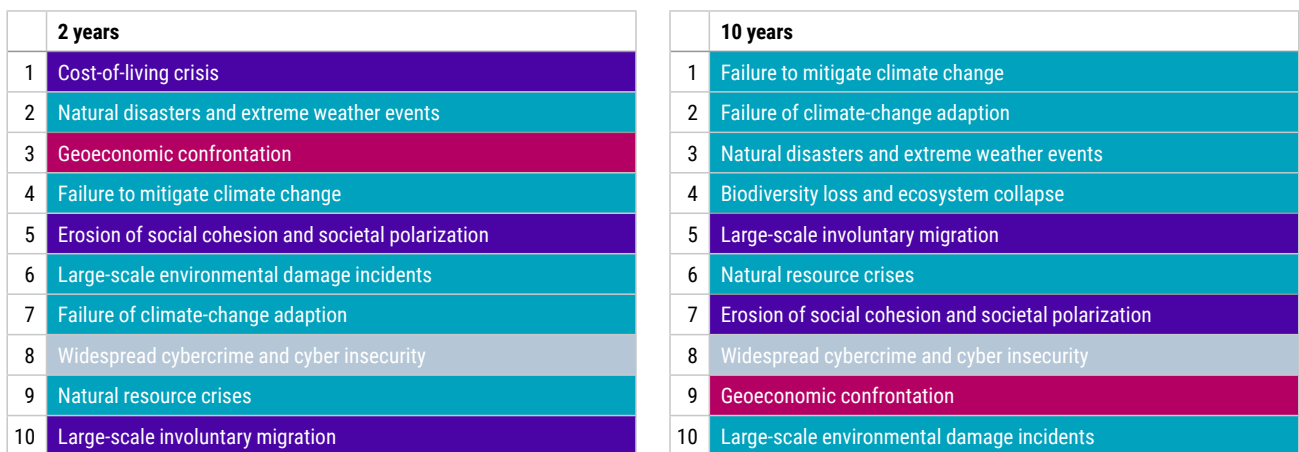 2 years
1 Cost-of-living crisis
2 Natural disasters and extreme weather events
3 Geoeconomic confrontation
4 Failure to mitigate climate change
5 Erosion of social cohesion and societal polarization
6 Large-scale environmental damage incidents
7 Failure of climate-change adaption
8 Widespread cybercrime and cyber insecurity
9 Natural resource crises
10 Large-scale involuntary migration
10 years
1 Failure to mitigate climate change
2 Failure of climate-change adaption
3 Natural disasters and extreme weather events
4 Biodiversity loss and ecosystem collapse
5 Large-scale involuntary migration
6 Natural resource crises
7 Erosion of social cohesion and societal polarization
8 Widespread cybercrime and cyber insecurity
9 Geoeconomic confrontation
10 Large-scale environmental damage incidents